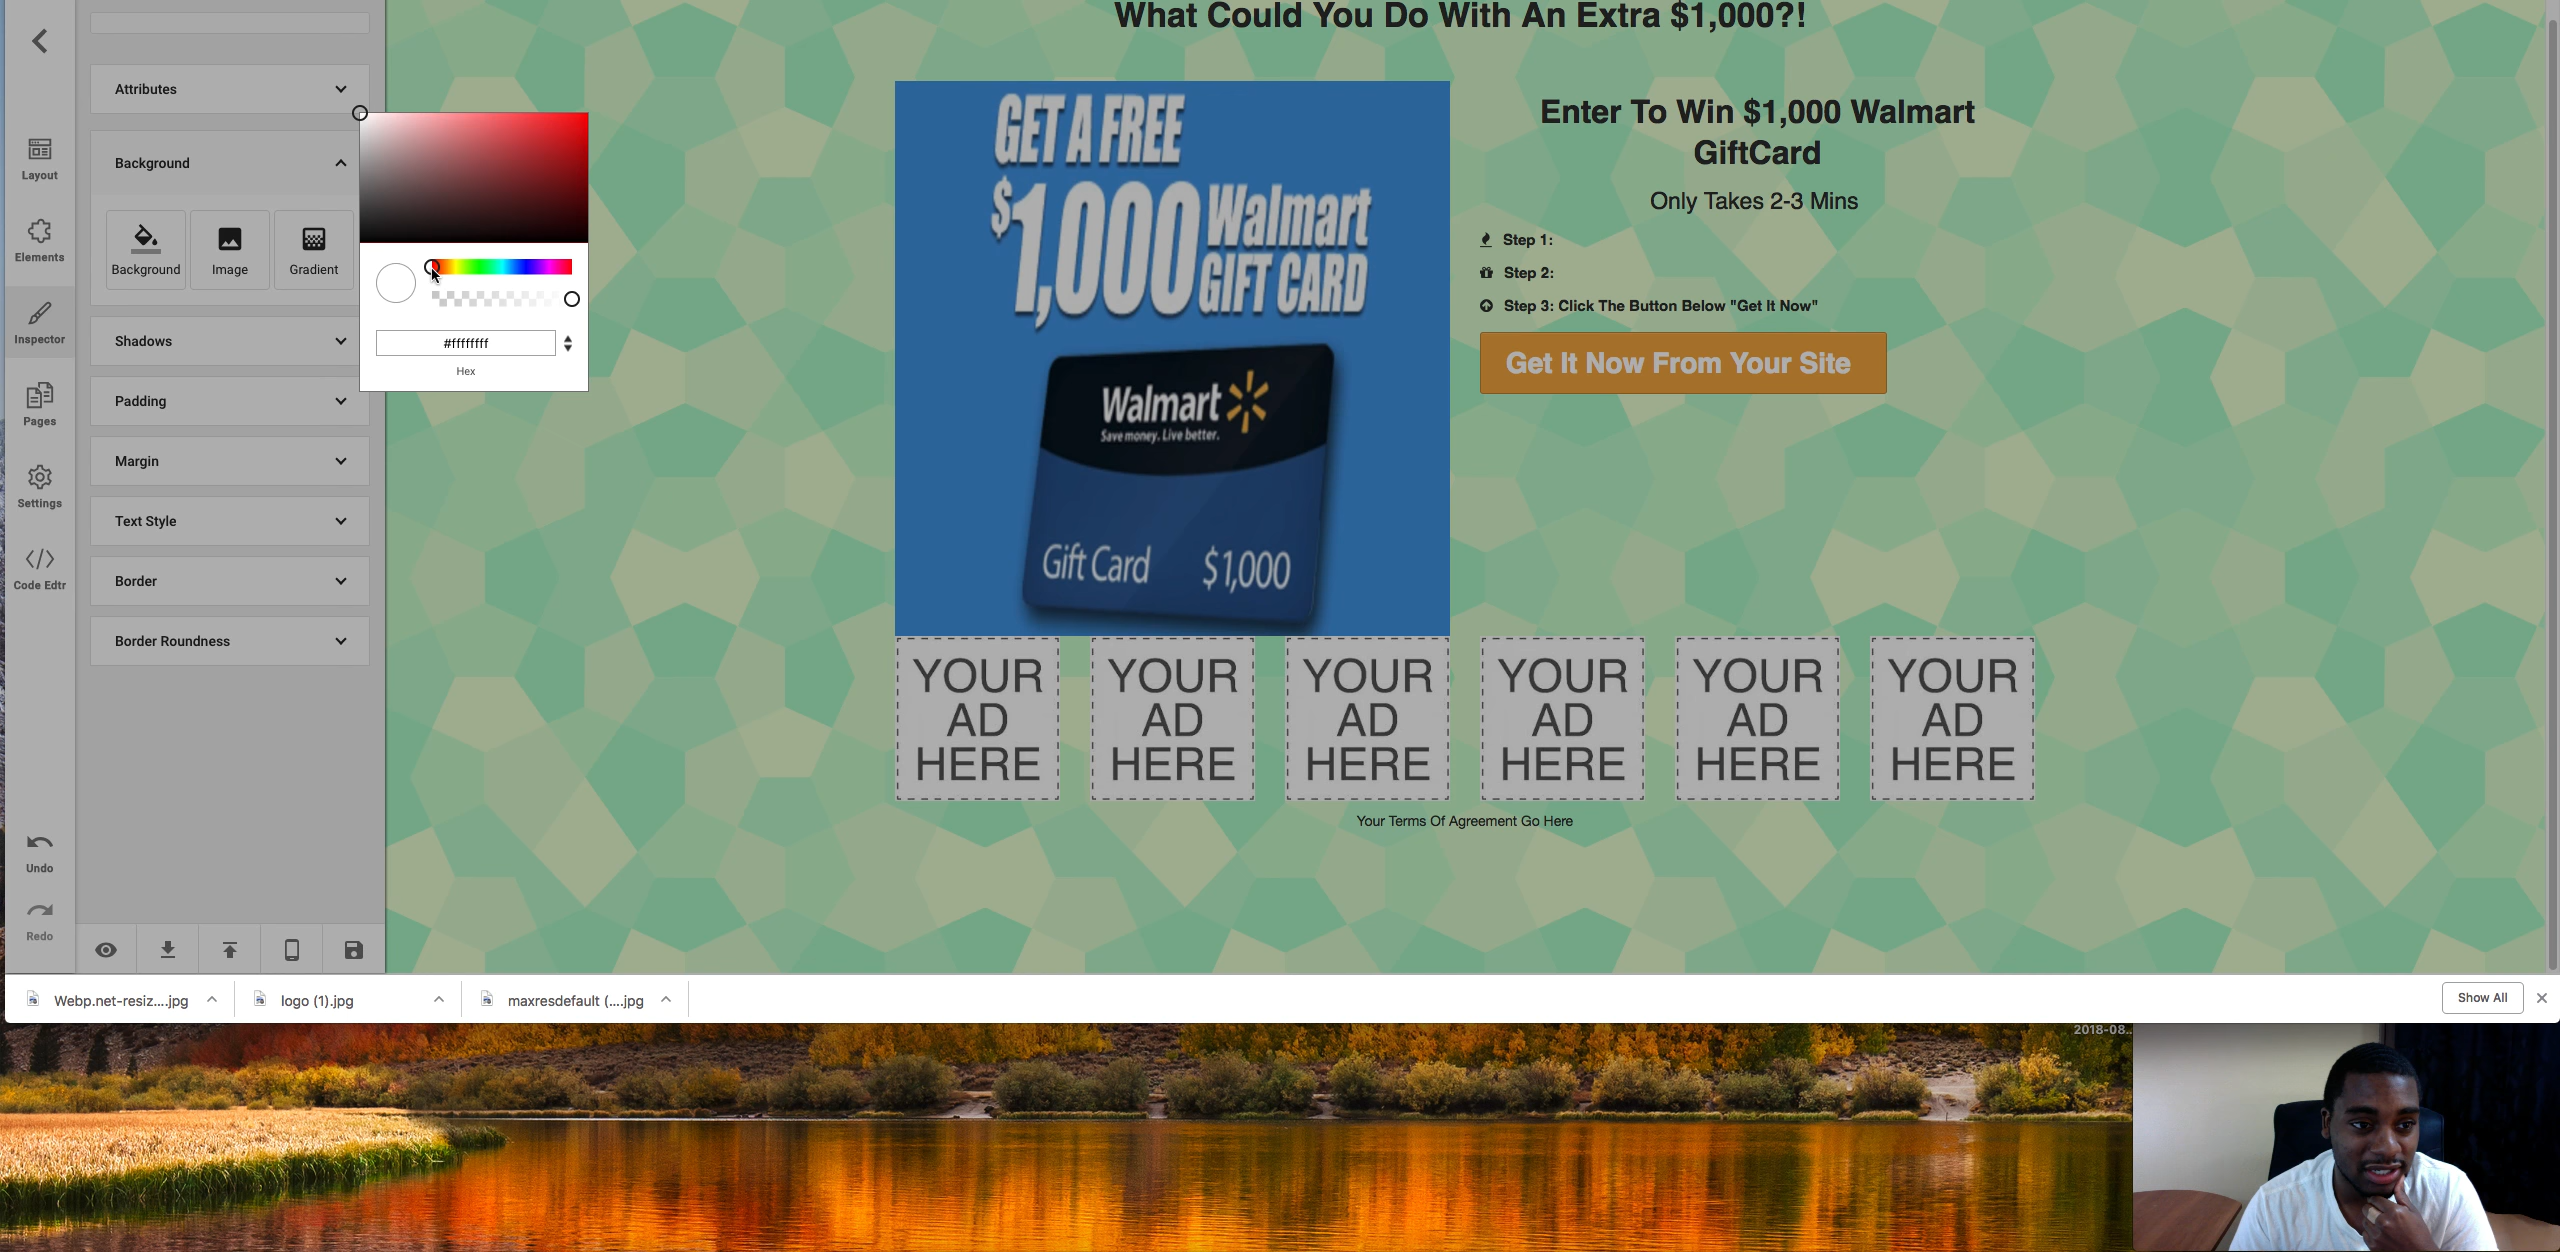 What Could You Do With An Extra $1,000?!
Attributes
Background
Background
Image
Gradient
Shadows
Padding
Margin
Text Style
Border
Border Roundness
Layout
Elements
Inspector
Pages
Settings
Code Edtr
Undo
Redo
#ffffffff
Hex
GET A FREE
$1,000 Walmart
GIFT CARD
Walmart
Save money. Live better.
Gift Card $1,000
Enter To Win $1,000 Walmart
GiftCard
Only Takes 2-3 Mins
Step 1:
Step 2:
Step 3: Click The Button Below "Get It Now"
Get It Now From Your Site
YOUR AD HERE
YOUR AD HERE
YOUR AD HERE
YOUR AD HERE
YOUR AD HERE
YOUR AD HERE
Your Terms Of Agreement Go Here
Webp.net-resiz....jpg
logo (1).jpg
maxresdefault (....jpg
Show All
2018-08..